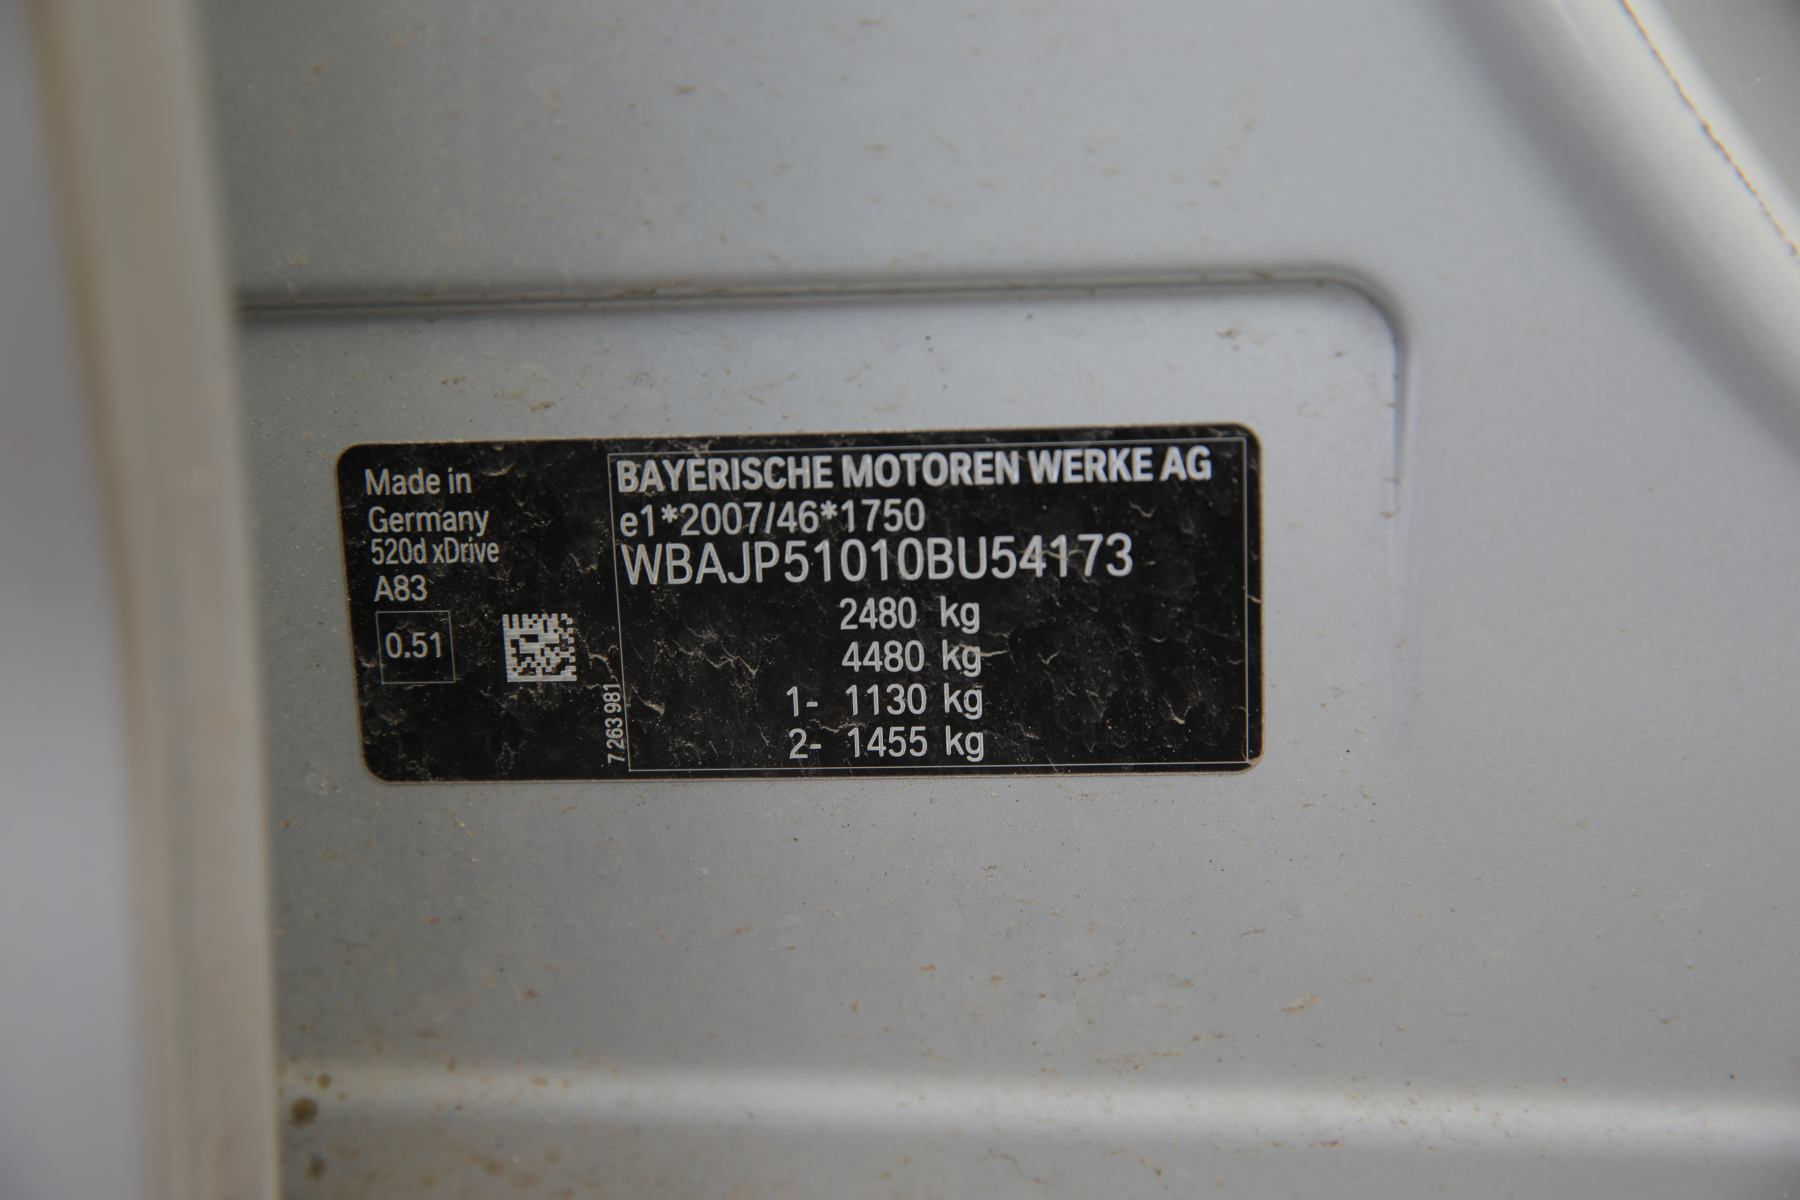 Made in
Germany
520d xDrive
A83
0.51
7 263 981
BAYERISCHE MOTOREN WERKE AG
e1*2007/46*1750
WBAJP51010BU54173
2480 kg
4480 kg
1- 1130 kg
2- 1455 kg